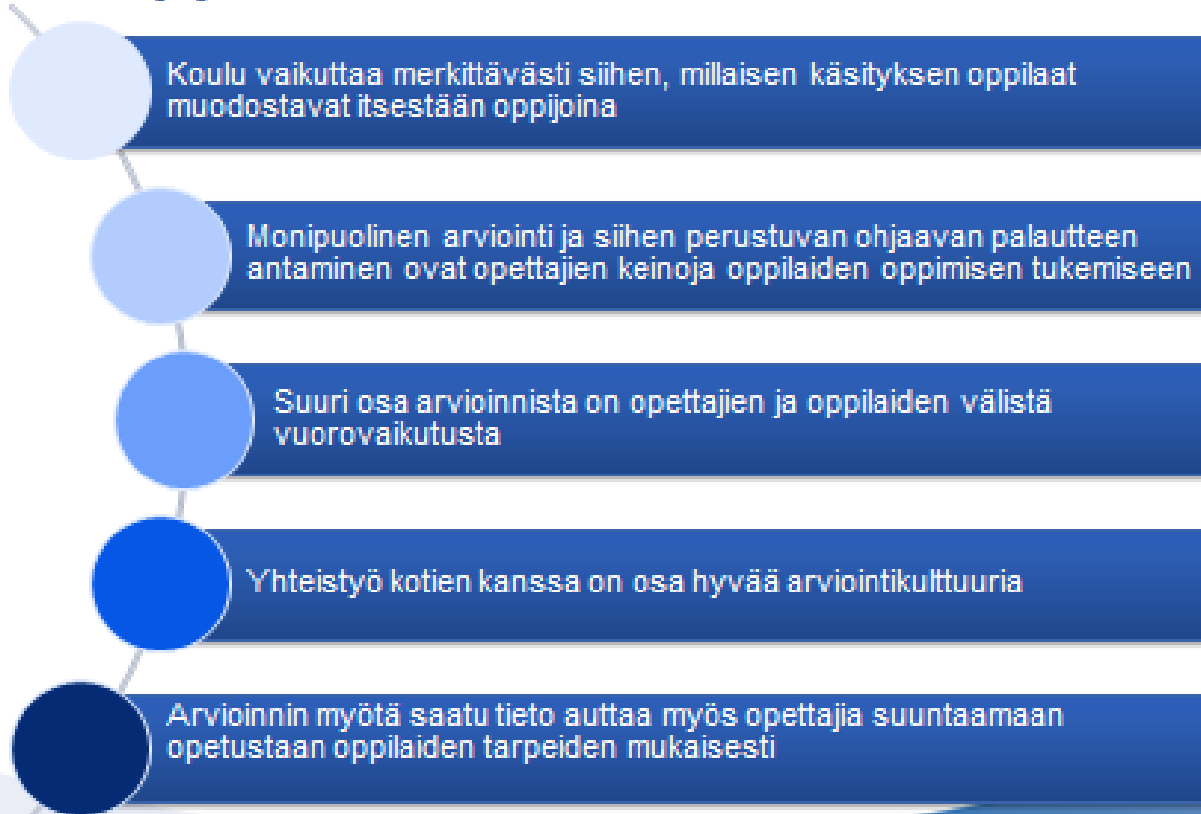 Koulu vaikuttaa merkittävästi siihen, millaisen käsityksen oppilaat
muodostavat itsestään oppijoina
Monipuolinen arviointi ja siihen perustuvan ohjaavan palautteen
antaminen ovat opettajien keinoja oppilaiden oppimisen tukemiseen
Suuri osa arvioinnista on opettajien ja oppilaiden välistä
vuorovaikutusta
Yhteistyö kotien kanssa on osa hyvää arviointikulttuuria
Arvioinnin myötä saatu tieto auttaa myös opettajia suuntaamaan
opetustaan oppilaiden tarpeiden mukaisesti